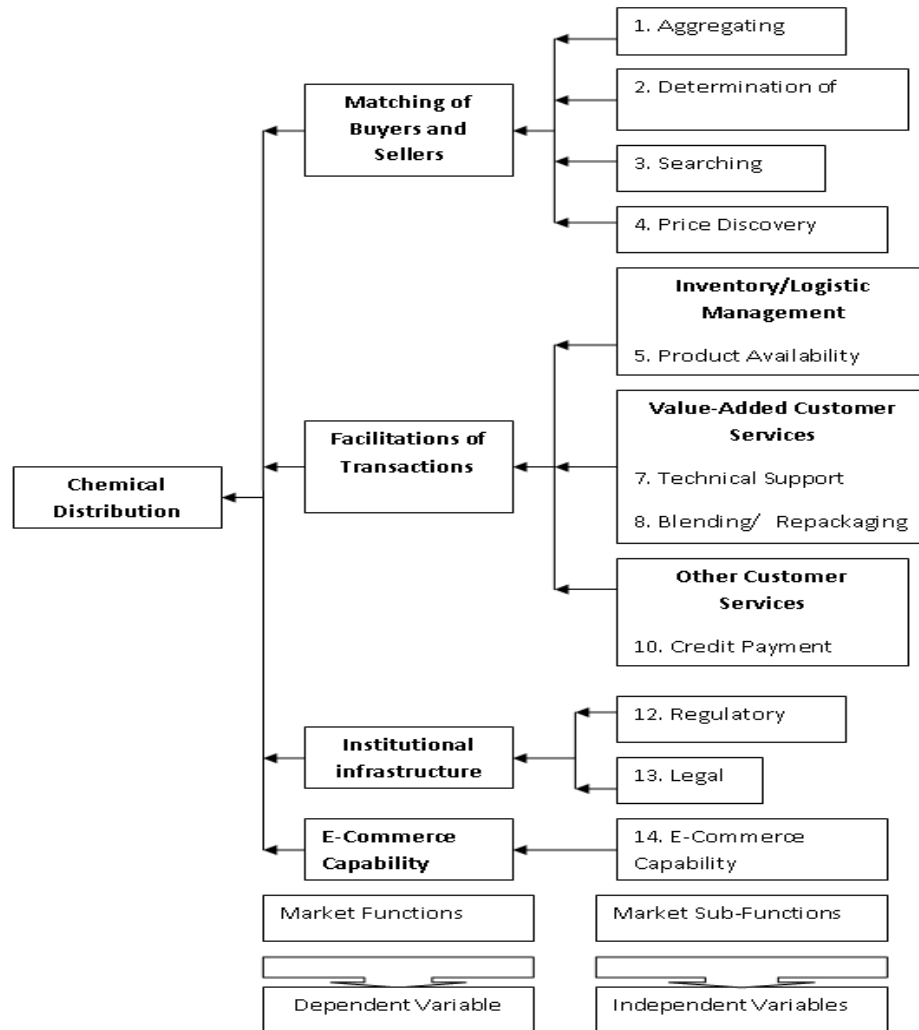 1. Aggregating
Matching of
Buyers and
Sellers
2. Determination of
3. Searching
4. Price Discovery
Inventory/Logistic
Management
5. Product Availability
Facilitations of
Transactions
Value-Added Customer
Services
7. Technical Support
8. Blending/ Repackaging
Chemical
Distribution
Other Customer
Services
10. Credit Payment
Institutional
infrastructure
12. Regulatory
13. Legal
E-Commerce
Capability
14. E-Commerce
Capability
Market Functions
Market Sub-Functions
Dependent Variable
Independent Variables